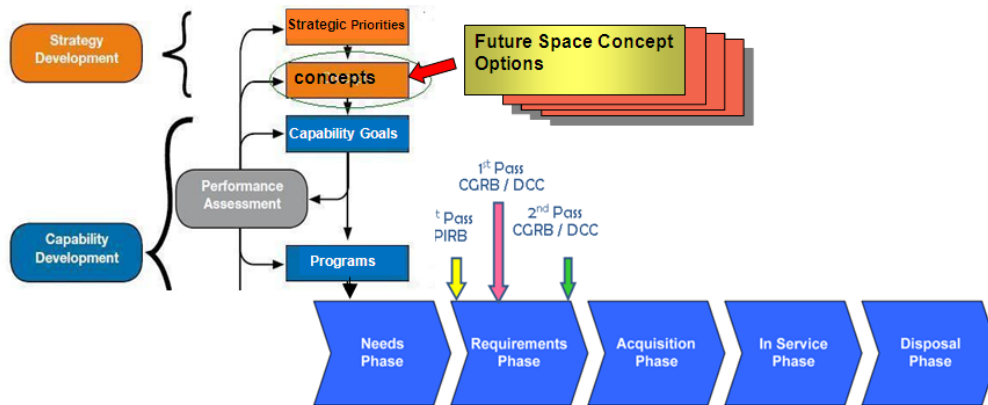 Strategy
Development
Strategic Priorities
concepts
Future Space Concept
Options
Capability Goals
Performance
Assessment
Capability
Development
Programs
1st Pass
CGRB / DCC
t Pass
PIRB
2nd Pass
CGRB / DCC
Needs
Phase
Requirements
Phase
Acquisition
Phase
In Service
Phase
Disposal
Phase